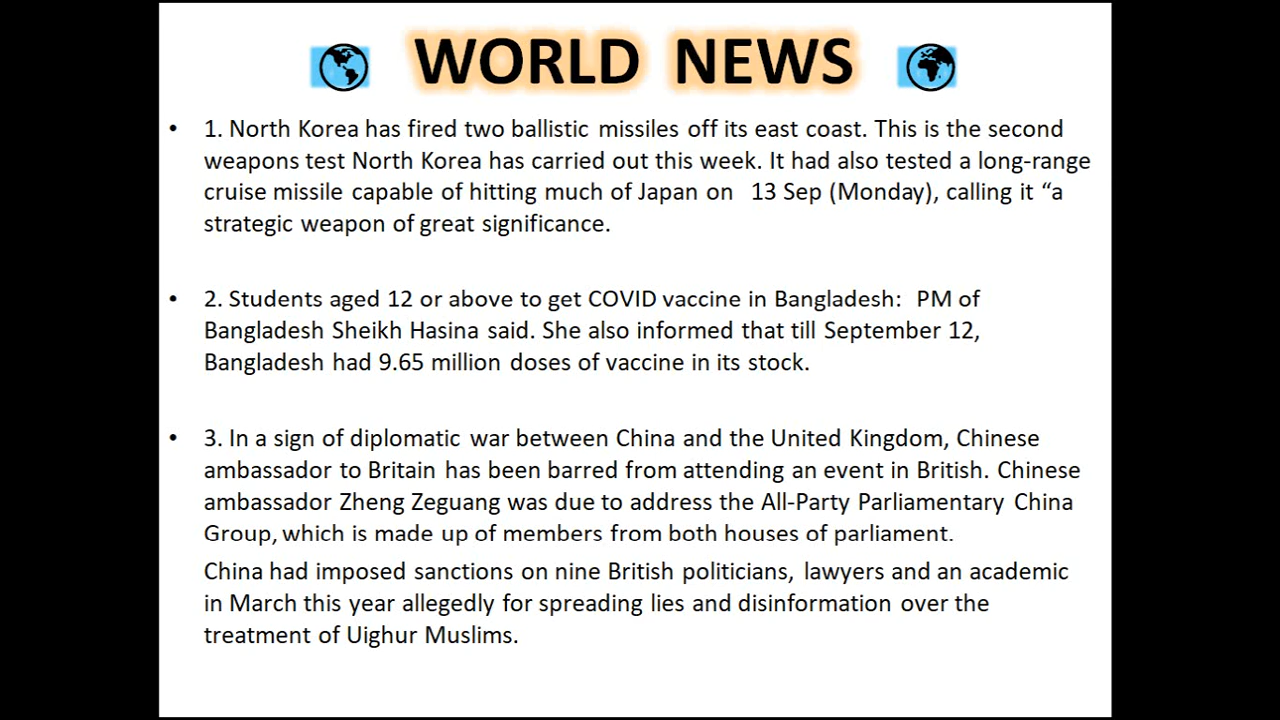 WORLD NEWS
• 1. North Korea has fired two ballistic missiles off its east coast. This is the second
weapons test North Korea has carried out this week. It had also tested a long-range
cruise missile capable of hitting much of Japan on 13 Sep (Monday), calling it “a
strategic weapon of great significance.
• 2. Students aged 12 or above to get COVID vaccine in Bangladesh: PM of
Bangladesh Sheikh Hasina said. She also informed that till September 12,
Bangladesh had 9.65 million doses of vaccine in its stock.
• 3. In a sign of diplomatic war between China and the United Kingdom, Chinese
ambassador to Britain has been barred from attending an event in British. Chinese
ambassador Zheng Zeguang was due to address the All-Party Parliamentary China
Group, which is made up of members from both houses of parliament.
China had imposed sanctions on nine British politicians, lawyers and an academic
in March this year allegedly for spreading lies and disinformation over the
treatment of Uighur Muslims.